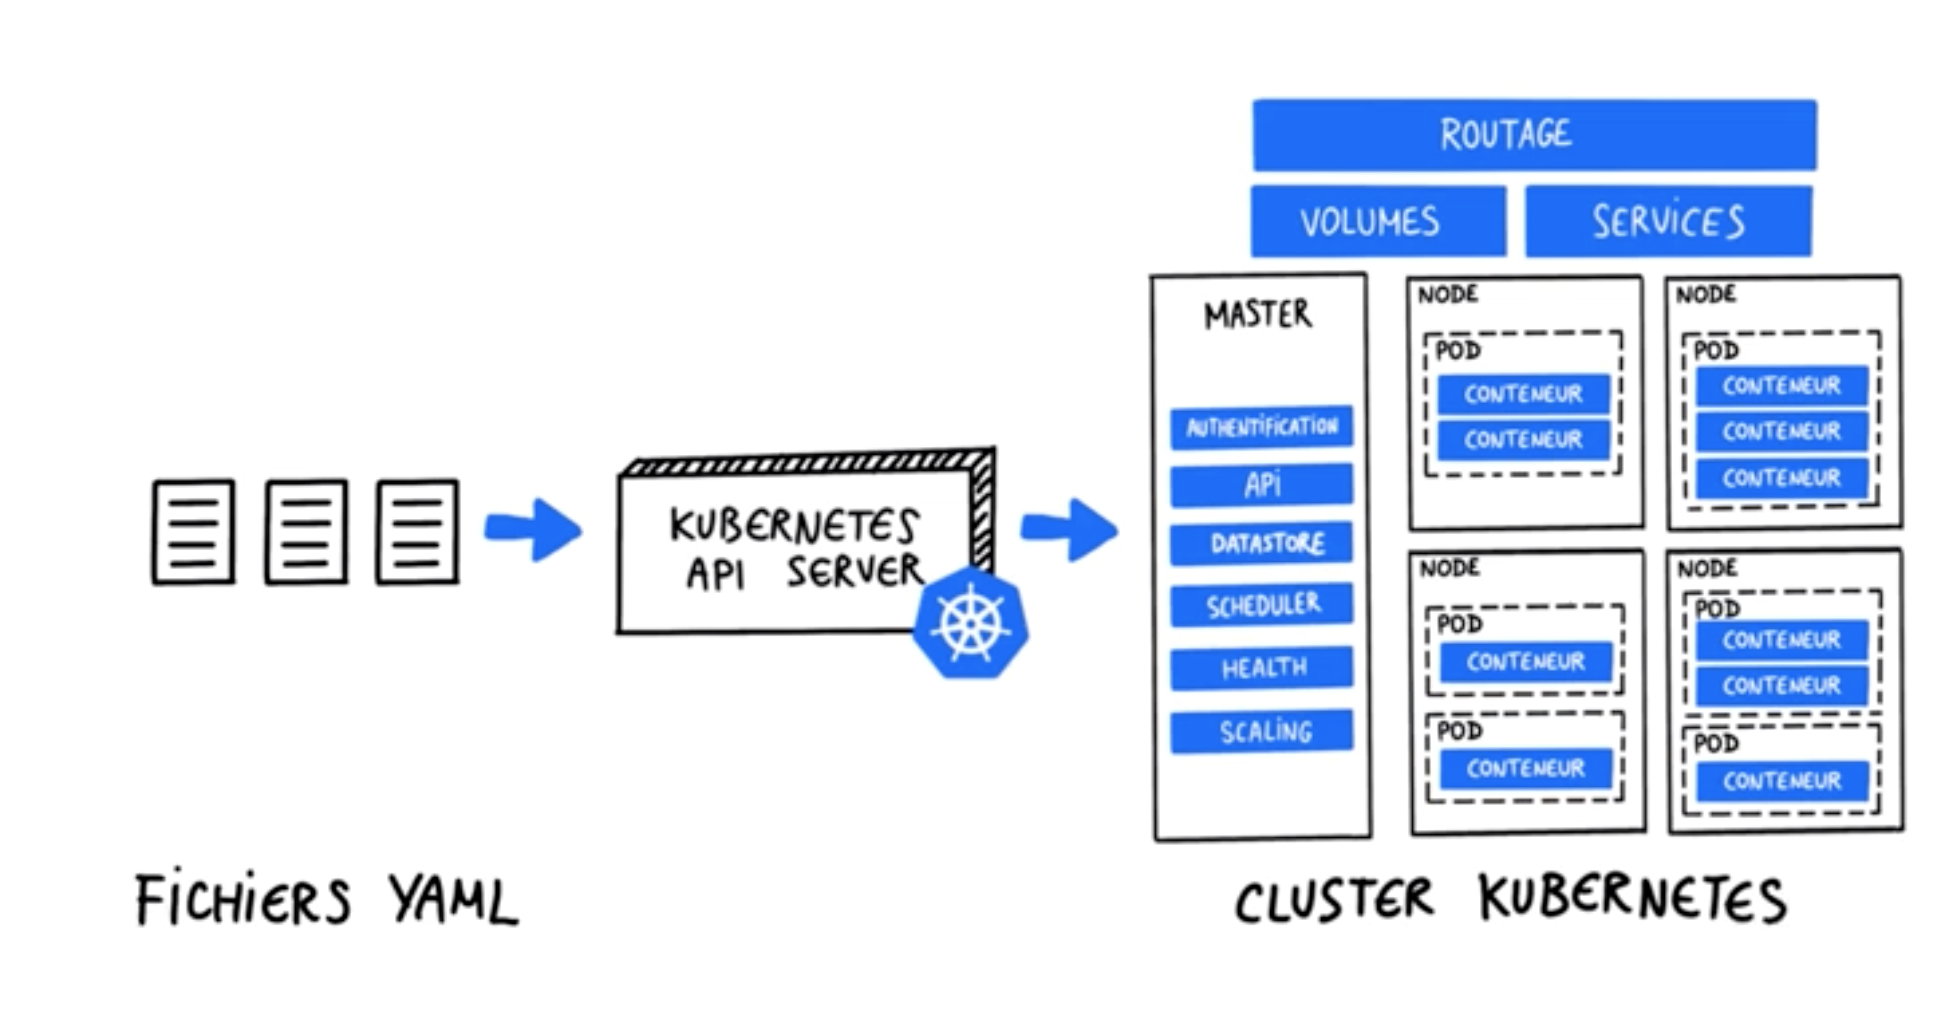 FiCHiERS YAML
KUBERNETES
API SERVER
ROUTAGE
VOLUMES
SERViCES
MASTER
AUTHENTiFiCATiON
APi
DATASTORE
SCHEDULER
HEALTH
SCALiNG
NODE
POD
CONTENEUR
CONTENEUR
NODE
POD
CONTENEUR
CONTENEUR
CONTENEUR
NODE
POD
CONTENEUR
POD
CONTENEUR
NODE
POD
CONTENEUR
CONTENEUR
POD
CONTENEUR
CLUSTER KUBERNETES